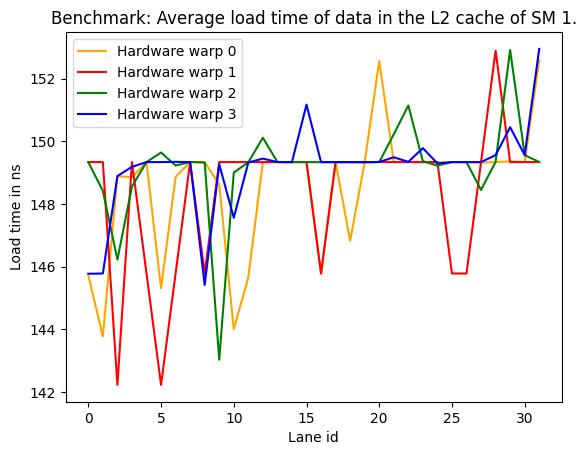 Benchmark: Average load time of data in the L2 cache of SM 1.
Hardware warp 0
Hardware warp 1
Hardware warp 2
Hardware warp 3
152
150
148
146
144
142
Load time in ns
0 5 10 15 20 25 30
Lane id